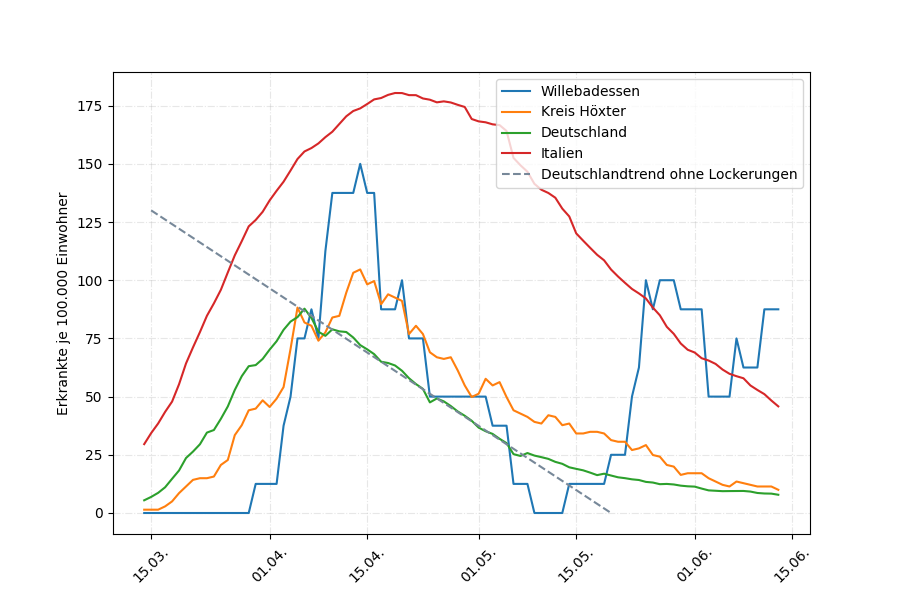 Erkrankte je 100.000 Einwohner
175
150
125
100
75
50
25
0
15.03.
01.04.
15.04.
01.05.
15.05.
01.06.
15.06.
Willebadessen
Kreis Höxter
Deutschland
Italien
Deutschlandtrend ohne Lockerungen